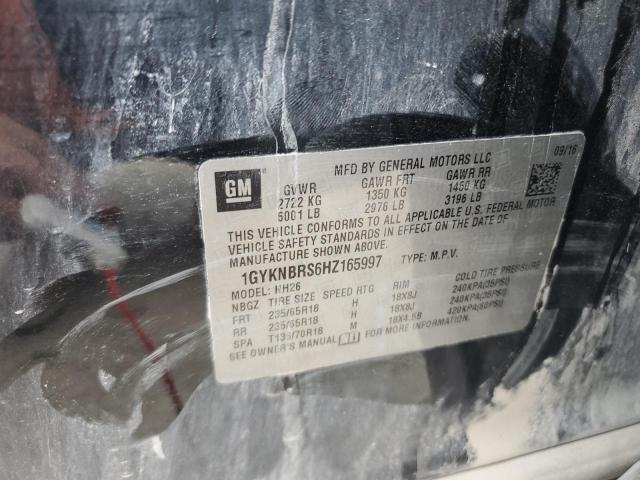 GM
MFD BY GENERAL MOTORS LLC
09/16
GVWR GAWR FRT GAWR RR
2722 KG 1350 KG 1450 KG
6001 LB 2976 LB 3196 LB
THIS VEHICLE CONFORMS TO ALL APPLICABLE U.S. FEDERAL MOTOR
VEHICLE SAFETY STANDARDS IN EFFECT ON THE DATE OF
MANUFACTURE SHOWN ABOVE.
1GYKNBRS6HZ165997 TYPE: M.P.V.
MODEL: NH26
NBGZ TIRE SIZE SPEED RTG RIM COLD TIRE PRESSURE
FRT 235/65R18 H 18X8J 240KPA(35PSI)
RR 235/65R18 H 18X8J 240KPA(35PSI)
SPA T135/70R18 M 18X4.5B 420KPA(60PSI)
SEE OWNER'S MANUAL FOR MORE INFORMATION